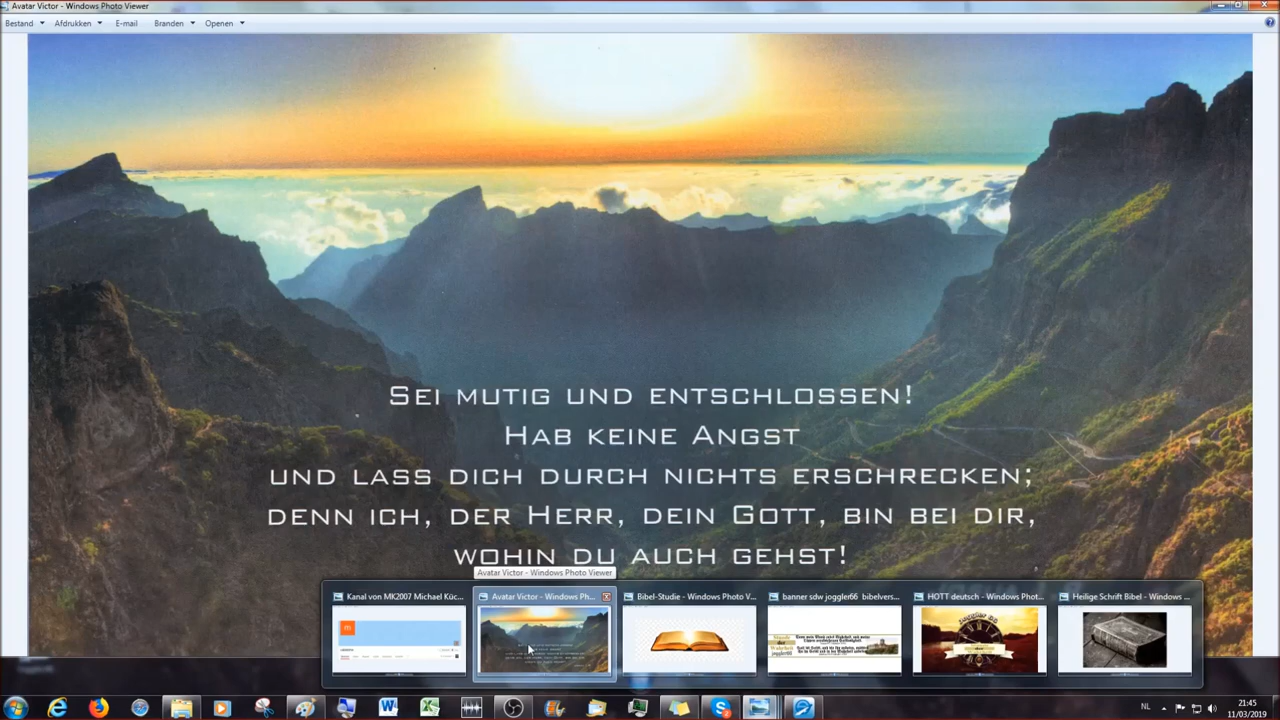 Avatar Victor - Windows Photo Viewer
Bestand Afdrukken E-mail Branden Openen
Sei mutig und entschlossen!
Hab keine Angst
und lass dich durch nichts erschrecken;
denn ich, der Herr, dein Gott, bin bei dir,
wohin du auch gehst!
Avatar Victor - Windows Photo Viewer
Kanal von MK2007 Michael Küc... Avatar Victor - Windows Ph... Bibel-Studie - Windows Photo V... banner sdw joggler66 bibelvers... HOTT deutsch - Windows Phot... Heilige Schrift Bibel - Windows ...
NL
21:45
11/03/2019